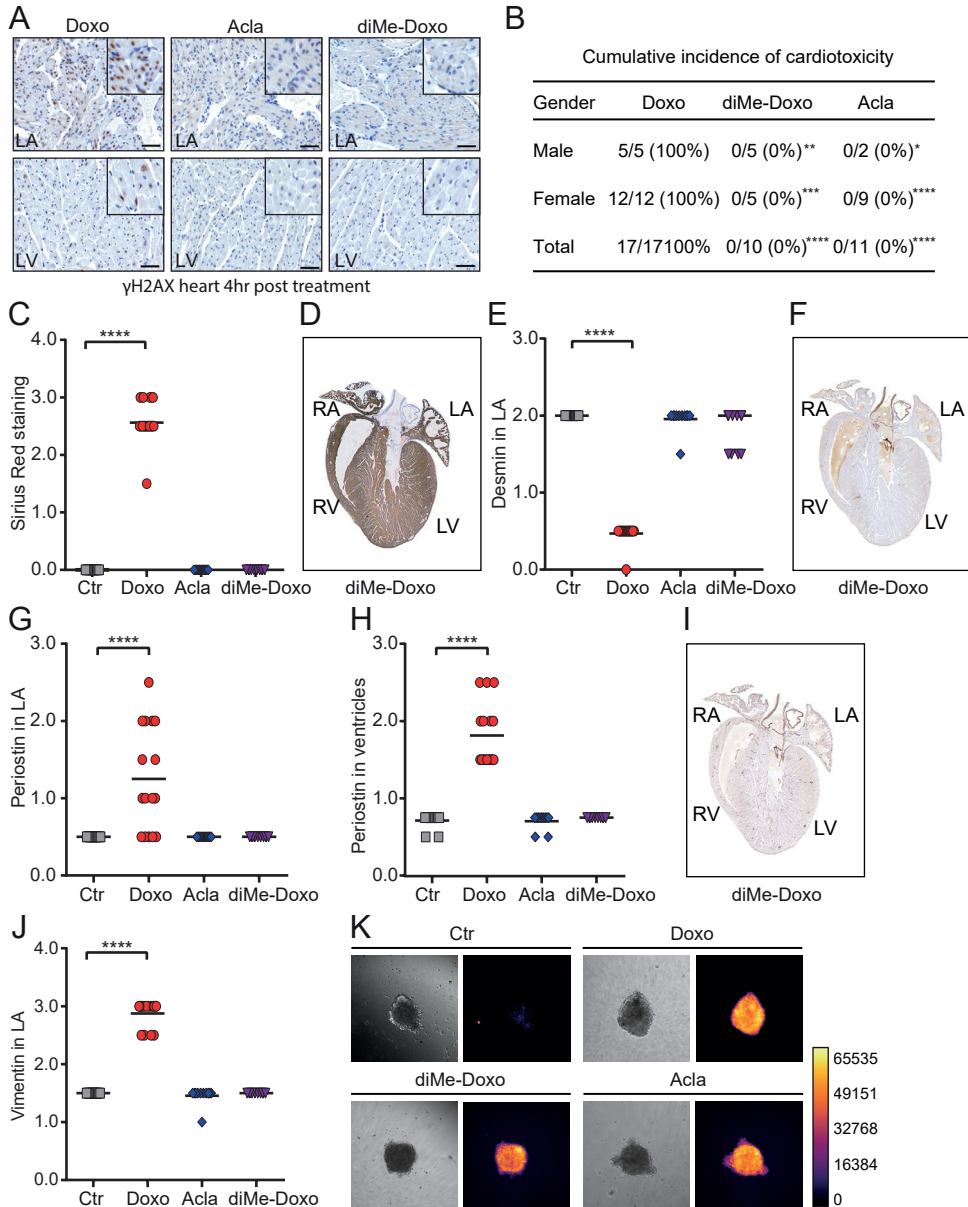 A
Doxo Acla diMe-Doxo
LA LA LA
LV LV LV
γH2AX heart 4hr post treatment
B
Cumulative incidence of cardiotoxicity
Gender Doxo diMe-Doxo Acla
Male 5/5 (100%) 0/5 (0%)** 0/2 (0%)*
Female 12/12 (100%) 0/5 (0%)*** 0/9 (0%)****
Total 17/17100% 0/10 (0%)**** 0/11 (0%)****
C
4.0
3.0
2.0
1.0
0.0
Sirius Red staining
****
Ctr Doxo Acla diMe-Doxo
D
RA LA
RV LV
diMe-Doxo
E
3.0
2.0
1.0
0.0
Desmin in LA
****
Ctr Doxo Acla diMe-Doxo
F
RA LA
RV LV
diMe-Doxo
G
3.0
2.0
1.0
0.0
Periostin in LA
****
Ctr Doxo Acla diMe-Doxo
H
3.0
2.0
1.0
0.0
Periostin in ventricles
****
Ctr Doxo Acla diMe-Doxo
I
RA LA
RV LV
diMe-Doxo
J
4.0
3.0
2.0
1.0
0.0
Vimentin in LA
****
Ctr Doxo Acla diMe-Doxo
K
Ctr Doxo
diMe-Doxo Acla
65535
49151
32768
16384
0